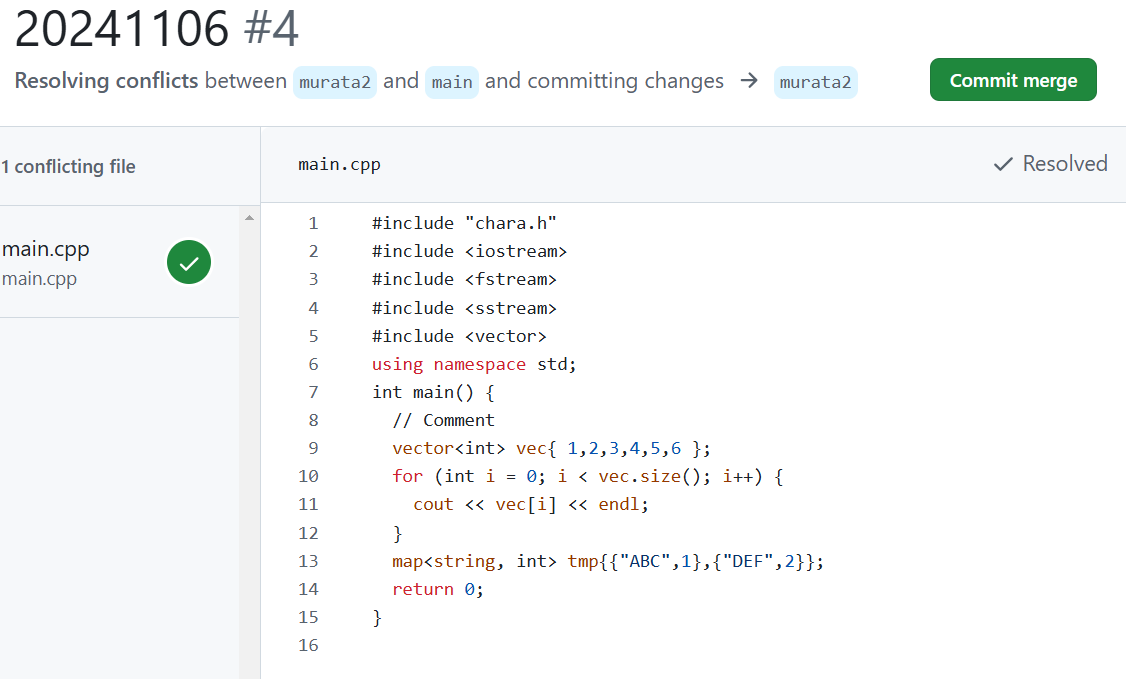 20241106 #4
Resolving conflicts between murata2 and main and committing changes → murata2
Commit merge
1 conflicting file
main.cpp
Resolved
main.cpp
main.cpp
1 #include "chara.h"
2 #include <iostream>
3 #include <fstream>
4 #include <sstream>
5 #include <vector>
6 using namespace std;
7 int main() {
8   // Comment
9   vector<int> vec{ 1,2,3,4,5,6 };
10   for (int i = 0; i < vec.size(); i++) {
11     cout << vec[i] << endl;
12   }
13   map<string, int> tmp{{"ABC",1},{"DEF",2}};
14   return 0;
15 }
16